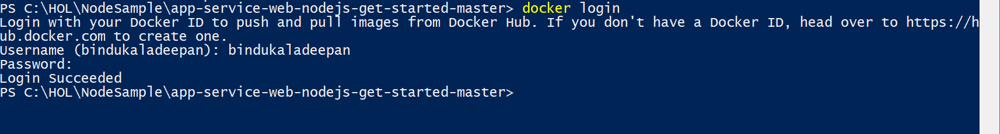 PS C:\HOL\NodeSample\app-service-web-nodejs-get-started-master> docker login
Login with your Docker ID to push and pull images from Docker Hub. If you don't have a Docker ID, head over to https://h
ub.docker.com to create one.
Username (bindukaladeepan): bindukaladeepan
Password:
Login Succeeded
PS C:\HOL\NodeSample\app-service-web-nodejs-get-started-master>